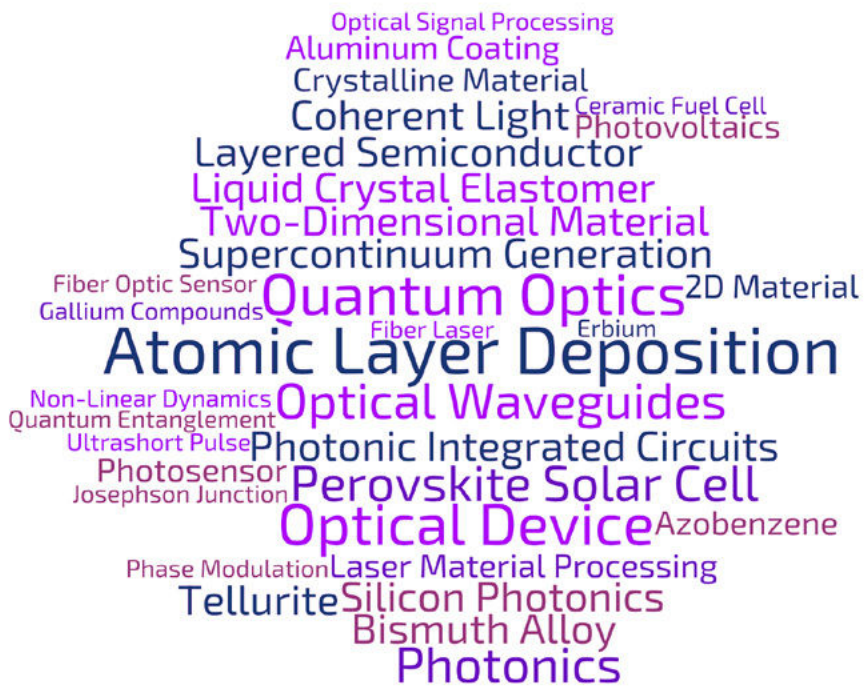 Optical Signal Processing
Aluminum Coating
Crystalline Material
Coherent Light
Ceramic Fuel Cell
Photovoltaics
Layered Semiconductor
Liquid Crystal Elastomer
Two-Dimensional Material
Supercontinuum Generation
Fiber Optic Sensor
Quantum Optics
2D Material
Gallium Compounds
Fiber Laser
Erbium
Atomic Layer Deposition
Non-Linear Dynamics
Optical Waveguides
Quantum Entanglement
Ultrashort Pulse
Photonic Integrated Circuits
Photosensor
Perovskite Solar Cell
Josephson Junction
Optical Device
Azobenzene
Phase Modulation
Laser Material Processing
Tellurite
Silicon Photonics
Bismuth Alloy
Photonics